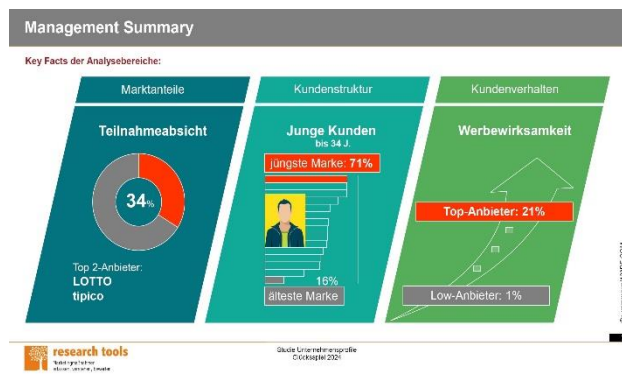 Management Summary
Key Facts der Analysebereiche:
Marktanteile
Kundenstruktur
Kundenverhalten
Teilnahmeabsicht
34%
Top 2-Anbieter:
LOTTO
tipico
Junge Kunden
bis 34 J.
jüngste Marke: 71%
16%
älteste Marke
Werbewirksamkeit
Top-Anbieter: 21%
Low-Anbieter: 1%
research tools
Studie Unternehmensprofile
Glücksspiel 2024